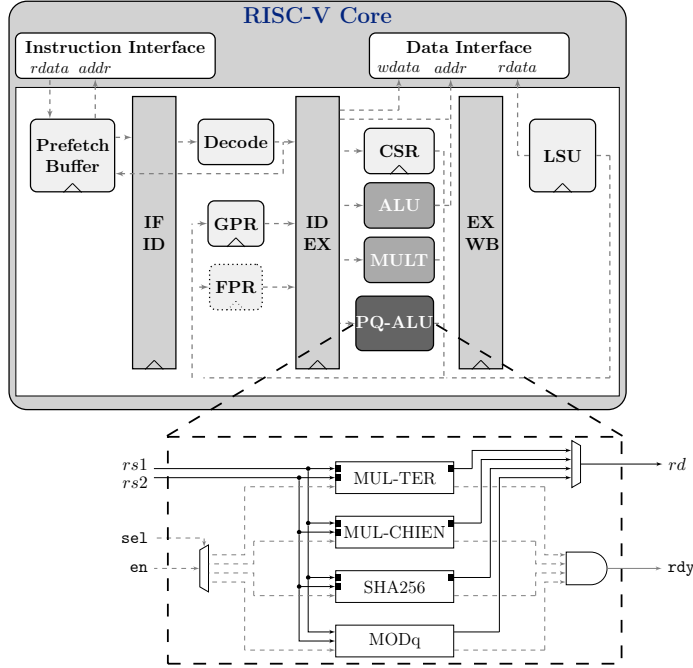 RISC-V Core
Instruction Interface
rdata addr
Data Interface
wdata addr rdata
Prefetch
Buffer
IF
ID
Decode
GPR
FPR
ID
EX
CSR
ALU
MULT
PQ-ALU
EX
WB
LSU
rs1
rs2
sel
en
MUL-TER
MUL-CHIEN
SHA256
MODq
rd
rdy